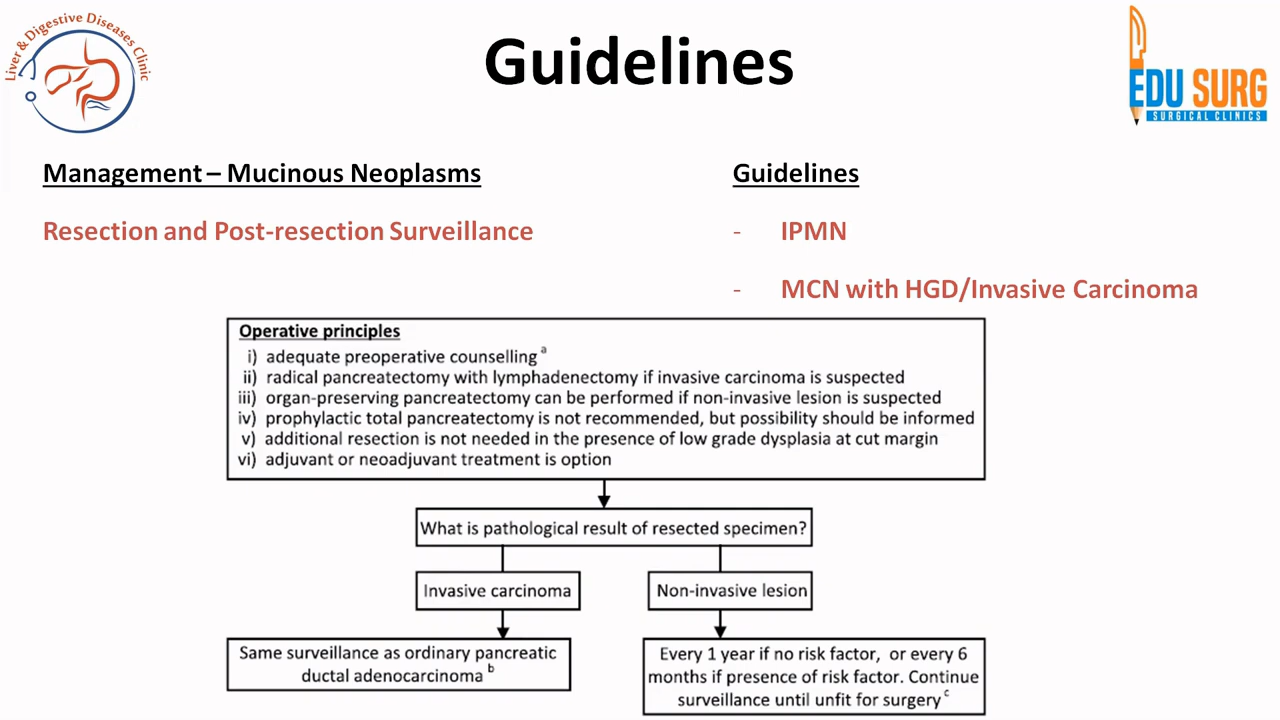 Liver & Digestive Diseases Clinic
Guidelines
EDU SURG
SURGICAL CLINICS
Management – Mucinous Neoplasms
Resection and Post-resection Surveillance
Guidelines
- IPMN
- MCN with HGD/Invasive Carcinoma
Operative principles
i) adequate preoperative counselling a
ii) radical pancreatectomy with lymphadenectomy if invasive carcinoma is suspected
iii) organ-preserving pancreatectomy can be performed if non-invasive lesion is suspected
iv) prophylactic total pancreatectomy is not recommended, but possibility should be informed
v) additional resection is not needed in the presence of low grade dysplasia at cut margin
vi) adjuvant or neoadjuvant treatment is option
What is pathological result of resected specimen?
Invasive carcinoma
Non-invasive lesion
Same surveillance as ordinary pancreatic
ductal adenocarcinoma b
Every 1 year if no risk factor, or every 6
months if presence of risk factor. Continue
surveillance until unfit for surgery c